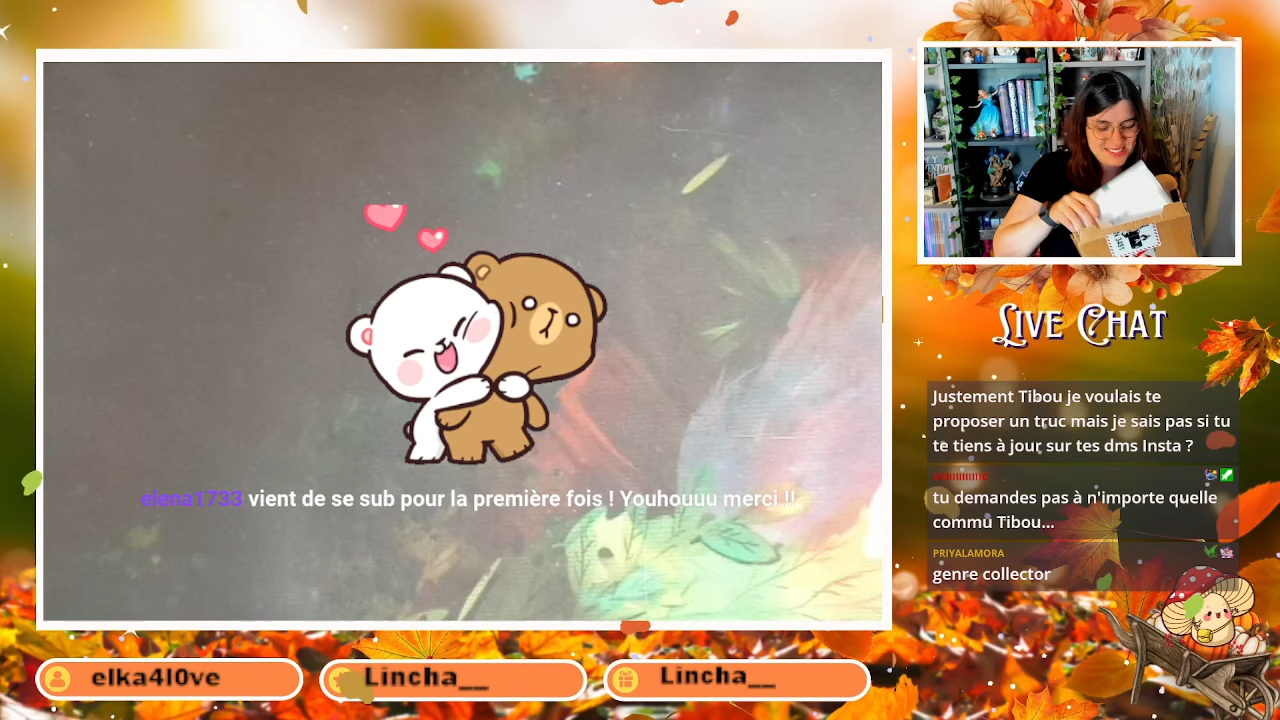 elena1733 vient de se sub pour la première fois ! Youhouuu merci !!
LIVE CHAT
Justement Tibou je voulais te
proposer un truc mais je sais pas si tu
te tiens à jour sur tes dms Insta ?
tu demandes pas à n'importe quelle
commu Tibou...
PRIYALAMORA
genre collector
elka4l0ve
Lincha__
Lincha__